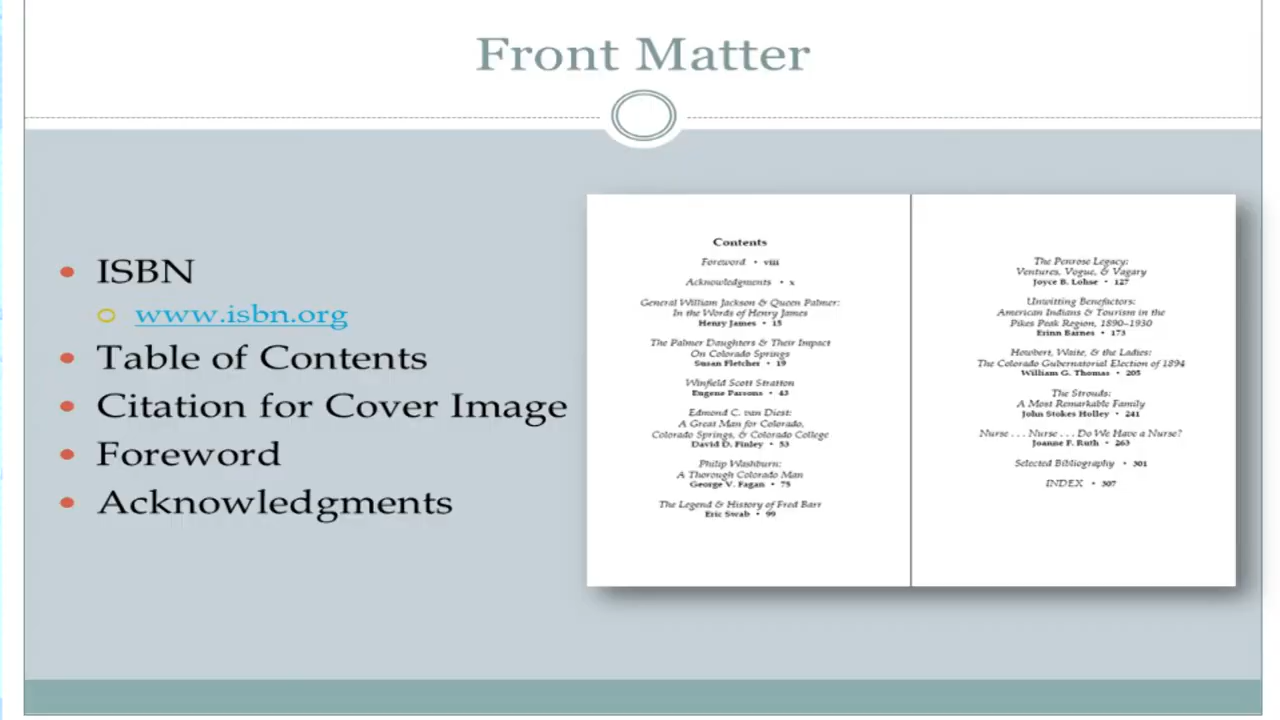 Front Matter
ISBN
www.isbn.org
Table of Contents
Citation for Cover Image
Foreword
Acknowledgments
Contents
Foreword • viii
Acknowledgments • x
General William Jackson & Queen Palmer:
In the Words of Henry James
Henry James • 15
The Palmer Daughters & Their Impact
On Colorado Springs
Susan Fletcher • 19
Winfield Scott Stratton
Eugene Parsons • 43
Edmond C. van Diest:
A Great Man for Colorado,
Colorado Springs, & Colorado College
David D. Finley • 53
Philip Washburn:
A Thorough Colorado Man
George V. Fagan • 75
The Legend & History of Fred Barr
Eric Swab • 99
The Penrose Legacy:
Ventures, Vogue, & Vagary
Joyce B. Lohse • 127
Unwitting Benefactors:
American Indians & Tourism in the
Pikes Peak Region, 1890–1930
Erinn Barnes • 173
Howbert, Waite, & the Ladies:
The Colorado Gubernatorial Election of 1894
William G. Thomas • 205
The Strouds:
A Most Remarkable Family
John Stokes Holley • 241
Nurse . . . Nurse . . . Do We Have a Nurse?
Joanne F. Ruth • 263
Selected Bibliography • 301
INDEX • 307